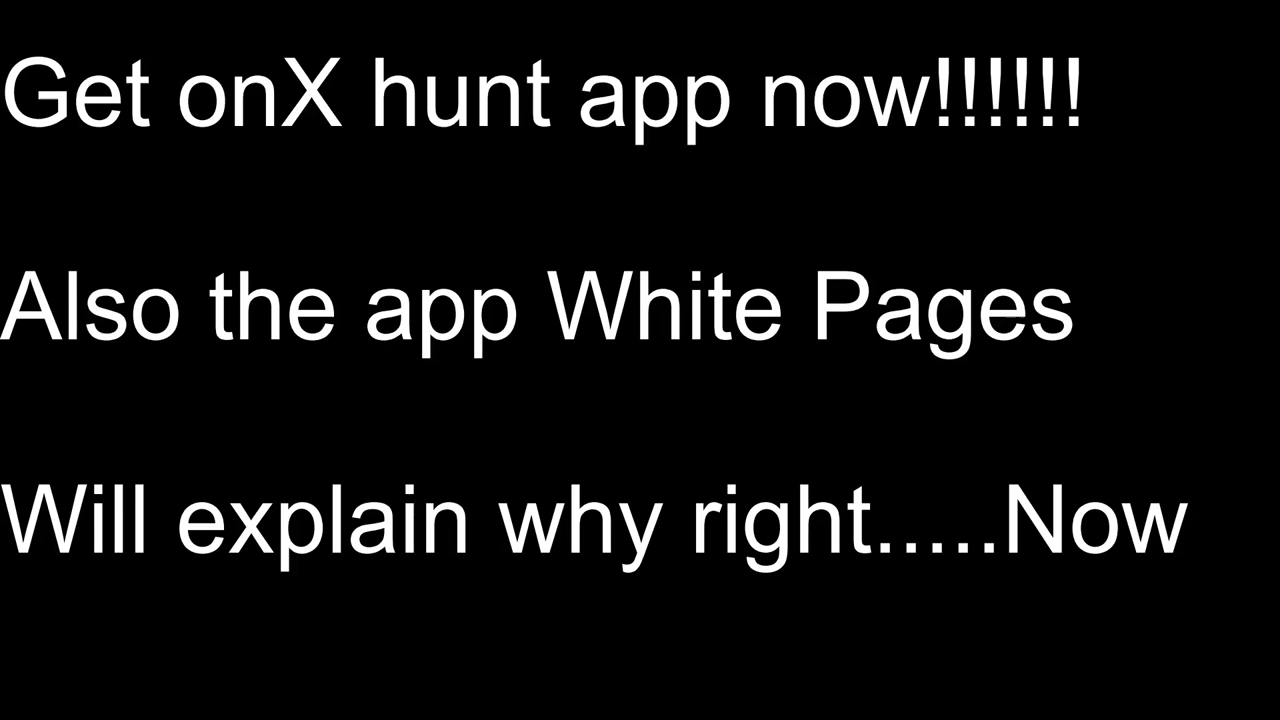 Get onX hunt app now!!!!!!
Also the app White Pages
Will explain why right.....Now